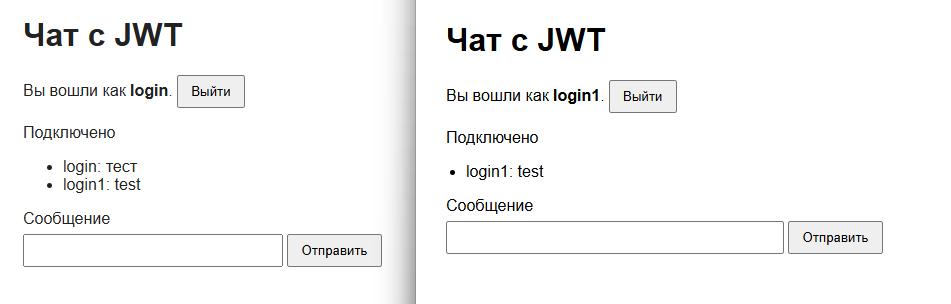 Чат с JWT
Вы вошли как login. Выйти
Подключено
login: тест
login1: test
Сообщение
Отправить
Чат с JWT
Вы вошли как login1. Выйти
Подключено
login1: test
Сообщение
Отправить